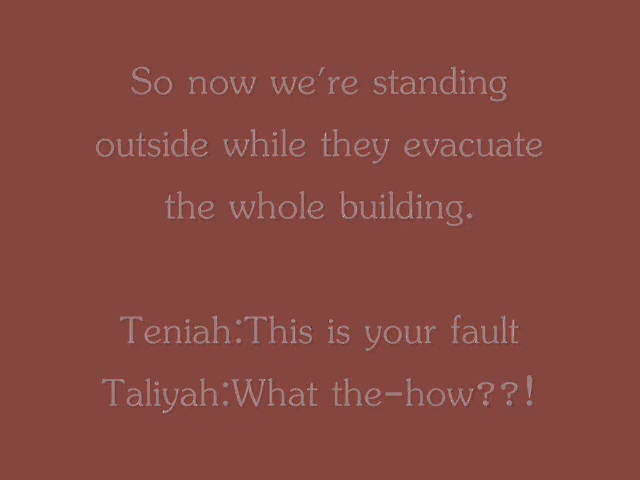 So now we're standing
outside while they evacuate
the whole building.
Teniah:This is your fault
Taliyah:What the-how??!